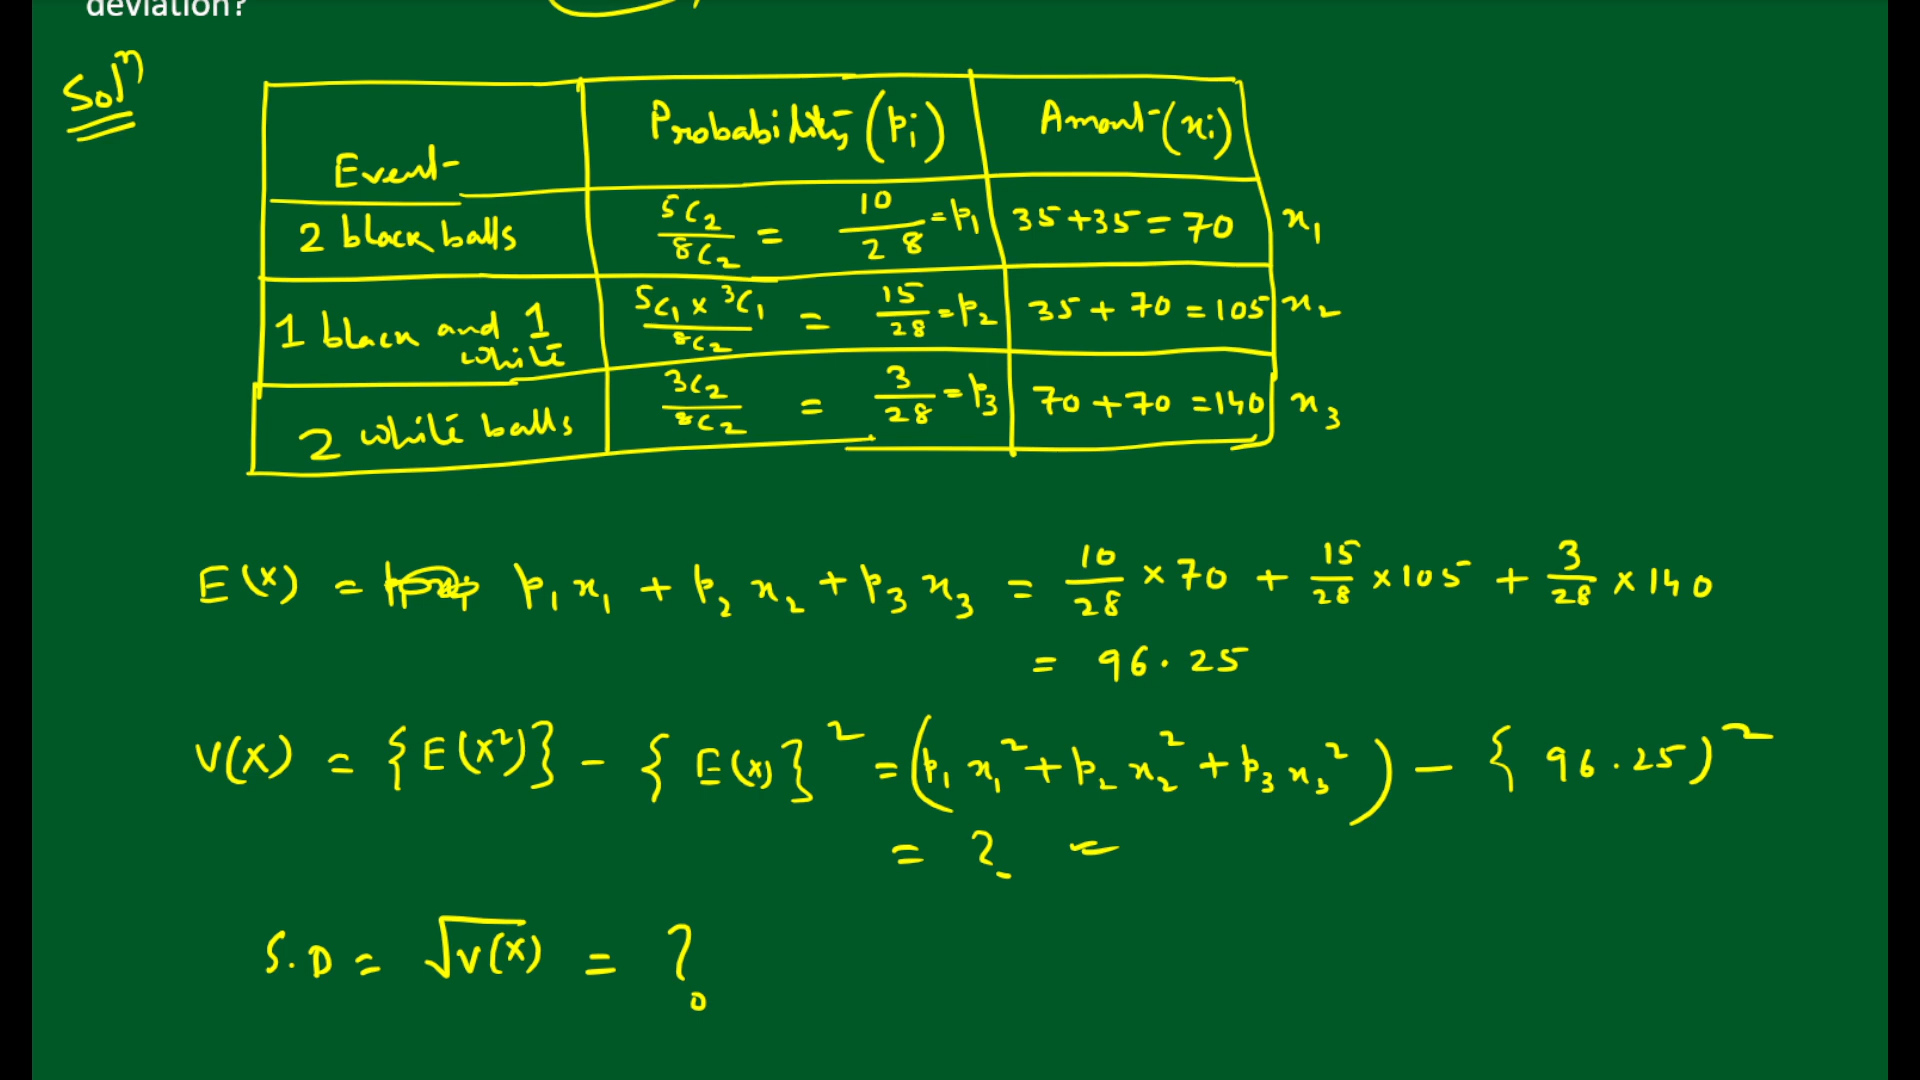 deviation?
Solⁿ
Event Probability (pᵢ) Amount (xᵢ)
2 black balls 5C₂/8C₂ = 10/28 = p₁ 35+35 = 70 x₁
1 black and 1 white 5C₁ × ³C₁/8C₂ = 15/28 = p₂ 35 + 70 = 105 x₂
2 white balls 3C₂/8C₂ = 3/28 = p₃ 70 + 70 = 140 x₃
E(X) = p₁x₁ + p₂x₂ + p₃x₃ = 10/28 × 70 + 15/28 × 105 + 3/28 × 140
= 96.25
V(X) = {E(X²)} - {E(X)}² = (p₁x₁² + p₂x₂² + p₃x₃²) - {96.25)²
= ? =
S.D = √V(X) = ?